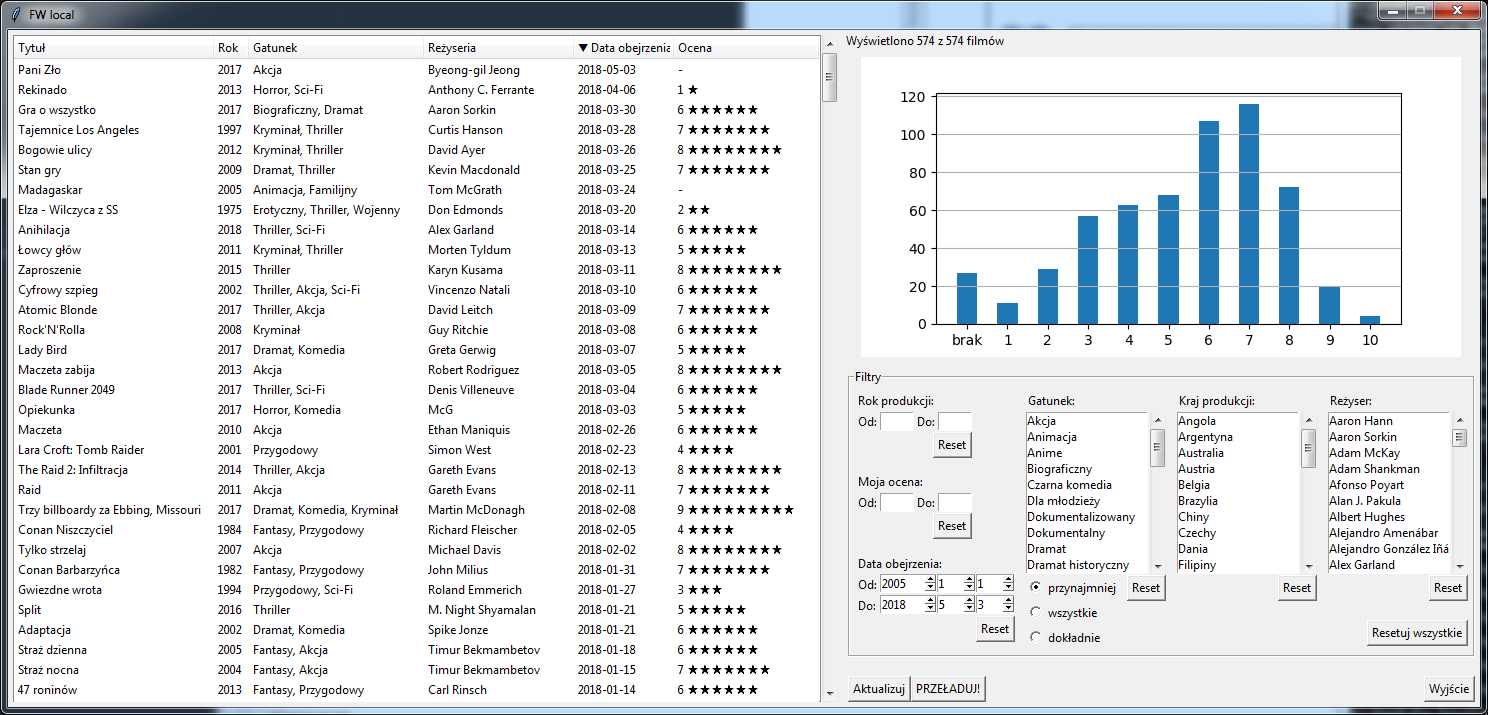 FW local
Tytuł Rok Gatunek Reżyseria ▼ Data obejrzenia Ocena
Pani Zło 2017 Akcja Byeong-gil Jeong 2018-05-03 -
Rekinado 2013 Horror, Sci-Fi Anthony C. Ferrante 2018-04-06 1 ★
Gra o wszystko 2017 Biograficzny, Dramat Aaron Sorkin 2018-03-30 6 ★★★★★★
Tajemnice Los Angeles 1997 Kryminał, Thriller Curtis Hanson 2018-03-28 7 ★★★★★★★
Bogowie ulicy 2012 Kryminał, Thriller David Ayer 2018-03-26 8 ★★★★★★★★
Stan gry 2009 Dramat, Thriller Kevin Macdonald 2018-03-25 7 ★★★★★★★
Madagaskar 2005 Animacja, Familijny Tom McGrath 2018-03-24 -
Elza - Wilczyca z SS 1975 Erotyczny, Thriller, Wojenny Don Edmonds 2018-03-20 2 ★★
Anihilacja 2018 Thriller, Sci-Fi Alex Garland 2018-03-14 6 ★★★★★★
Łowcy głów 2011 Kryminał, Thriller Morten Tyldum 2018-03-13 5 ★★★★★
Zaproszenie 2015 Thriller Karyn Kusama 2018-03-11 8 ★★★★★★★★
Cyfrowy szpieg 2002 Thriller, Akcja, Sci-Fi Vincenzo Natali 2018-03-10 6 ★★★★★★
Atomic Blonde 2017 Thriller, Akcja David Leitch 2018-03-09 7 ★★★★★★★
Rock'N'Rolla 2008 Kryminał Guy Ritchie 2018-03-08 6 ★★★★★★
Lady Bird 2017 Dramat, Komedia Greta Gerwig 2018-03-07 5 ★★★★★
Maczeta zabija 2013 Akcja Robert Rodriguez 2018-03-05 8 ★★★★★★★★
Blade Runner 2049 2017 Thriller, Sci-Fi Denis Villeneuve 2018-03-04 6 ★★★★★★
Opiekunka 2017 Horror, Komedia McG 2018-03-03 5 ★★★★★
Maczeta 2010 Akcja Ethan Maniquis 2018-02-26 6 ★★★★★★
Lara Croft: Tomb Raider 2001 Przygodowy Simon West 2018-02-23 4 ★★★★
The Raid 2: Infiltracja 2014 Thriller, Akcja Gareth Evans 2018-02-13 8 ★★★★★★★★
Raid 2011 Akcja Gareth Evans 2018-02-11 7 ★★★★★★★
Trzy billboardy za Ebbing, Missouri 2017 Dramat, Komedia, Kryminał Martin McDonagh 2018-02-08 9 ★★★★★★★★★
Conan Niszczyciel 1984 Fantasy, Przygodowy Richard Fleischer 2018-02-05 4 ★★★★
Tylko strzelaj 2007 Akcja Michael Davis 2018-02-02 8 ★★★★★★★★
Conan Barbarzyńca 1982 Fantasy, Przygodowy John Milius 2018-01-31 7 ★★★★★★★
Gwiezdne wrota 1994 Przygodowy, Sci-Fi Roland Emmerich 2018-01-27 3 ★★★
Split 2016 Thriller M. Night Shyamalan 2018-01-21 5 ★★★★★
Adaptacja 2002 Dramat, Komedia Spike Jonze 2018-01-21 6 ★★★★★★
Straż dzienna 2005 Fantasy, Akcja Timur Bekmambetov 2018-01-18 6 ★★★★★★
Straż nocna 2004 Fantasy, Akcja Timur Bekmambetov 2018-01-15 7 ★★★★★★★
47 roninów 2013 Fantasy, Przygodowy Carl Rinsch 2018-01-14 6 ★★★★★★
Wyświetlono 574 z 574 filmów
120
100
80
60
40
20
0
brak 1 2 3 4 5 6 7 8 9 10
Filtry
Rok produkcji:
Od: Do:
Reset
Moja ocena:
Od: Do:
Reset
Data obejrzenia:
Od: 2005 1 1
Do: 2018 5 3
Reset
Gatunek:
Akcja
Animacja
Anime
Biograficzny
Czarna komedia
Dla młodzieży
Dokumentalizowany
Dokumentalny
Dramat
Dramat historyczny
przynajmniej
wszystkie
dokładnie
Reset
Kraj produkcji:
Angola
Argentyna
Australia
Austria
Belgia
Brazylia
Chiny
Czechy
Dania
Filipiny
Reset
Reżyser:
Aaron Hann
Aaron Sorkin
Adam McKay
Adam Shankman
Afonso Poyart
Alan J. Pakula
Albert Hughes
Alejandro Amenábar
Alejandro González Iñá
Alex Garland
Reset
Resetuj wszystkie
Aktualizuj PRZEŁADUJ! Wyjście